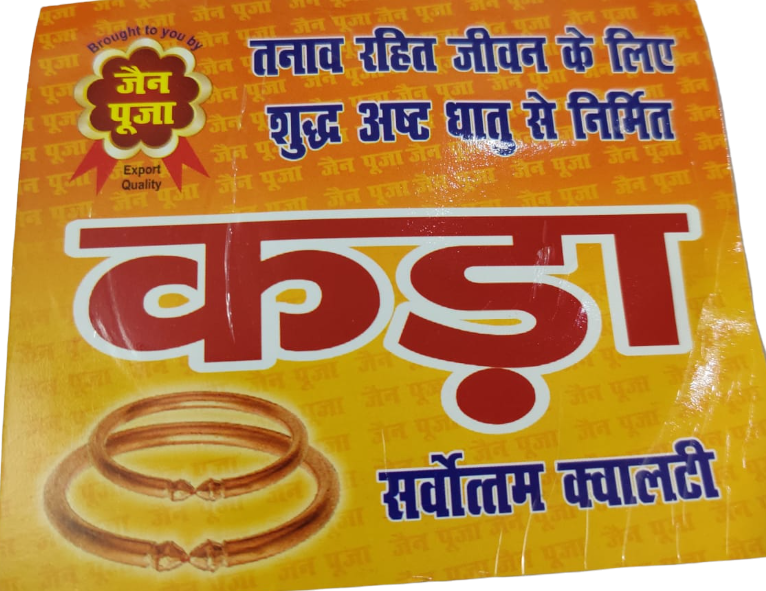 Brought to you by
जैन
पूजा
Export
Quality
तनाव रहित जीवन के लिए
शुद्ध अष्ट धातु से निर्मित
कड़ा
सर्वोत्तम क्वालटी